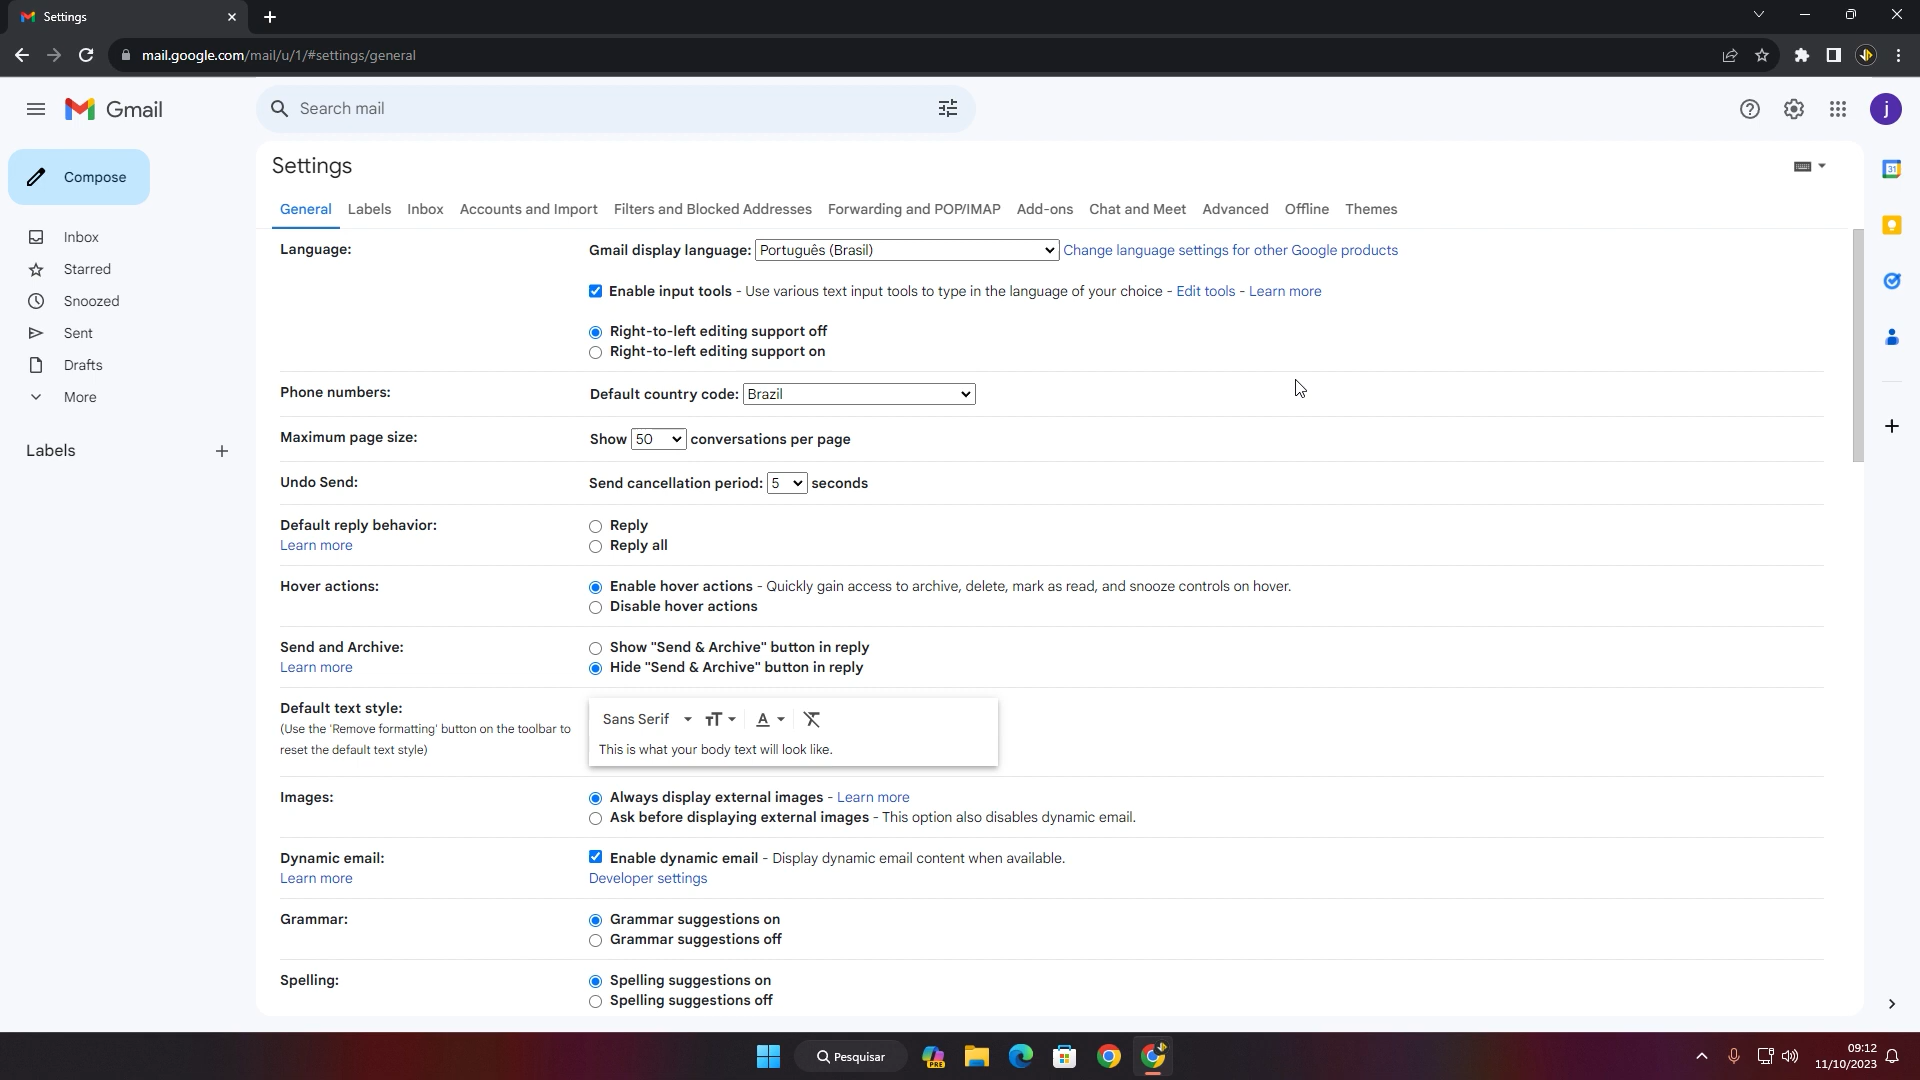 Settings
mail.google.com/mail/u/1/#settings/general
Gmail
Search mail
j
Compose
Inbox
Starred
Snoozed
Sent
Drafts
More
Labels
Settings
General Labels Inbox Accounts and Import Filters and Blocked Addresses Forwarding and POP/IMAP Add-ons Chat and Meet Advanced Offline Themes
Language: Gmail display language: Português (Brasil) Change language settings for other Google products
Enable input tools - Use various text input tools to type in the language of your choice - Edit tools - Learn more
Right-to-left editing support off
Right-to-left editing support on
Phone numbers: Default country code: Brazil
Maximum page size: Show 50 conversations per page
Undo Send: Send cancellation period: 5 seconds
Default reply behavior: Reply
Learn more Reply all
Hover actions: Enable hover actions - Quickly gain access to archive, delete, mark as read, and snooze controls on hover.
Disable hover actions
Send and Archive: Show "Send & Archive" button in reply
Learn more Hide "Send & Archive" button in reply
Default text style: Sans Serif
(Use the 'Remove formatting' button on the toolbar to
reset the default text style) This is what your body text will look like.
Images: Always display external images - Learn more
Ask before displaying external images - This option also disables dynamic email.
Dynamic email: Enable dynamic email - Display dynamic email content when available.
Learn more Developer settings
Grammar: Grammar suggestions on
Grammar suggestions off
Spelling: Spelling suggestions on
Spelling suggestions off
31
Pesquisar
PRE
09:12
11/10/2023